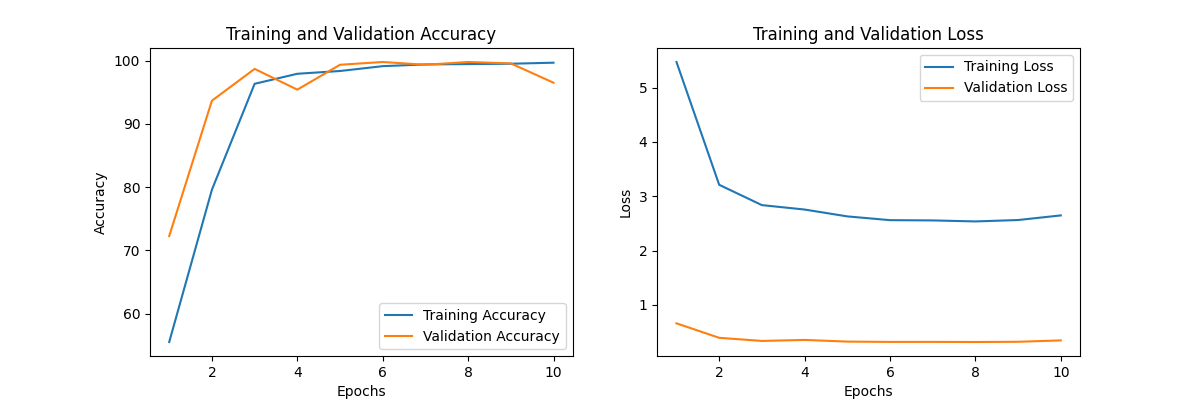 Training and Validation Accuracy
100
90
80
70
60
Accuracy
2
4
6
8
10
Epochs
Training Accuracy
Validation Accuracy
Training and Validation Loss
5
4
3
2
1
Loss
2
4
6
8
10
Epochs
Training Loss
Validation Loss